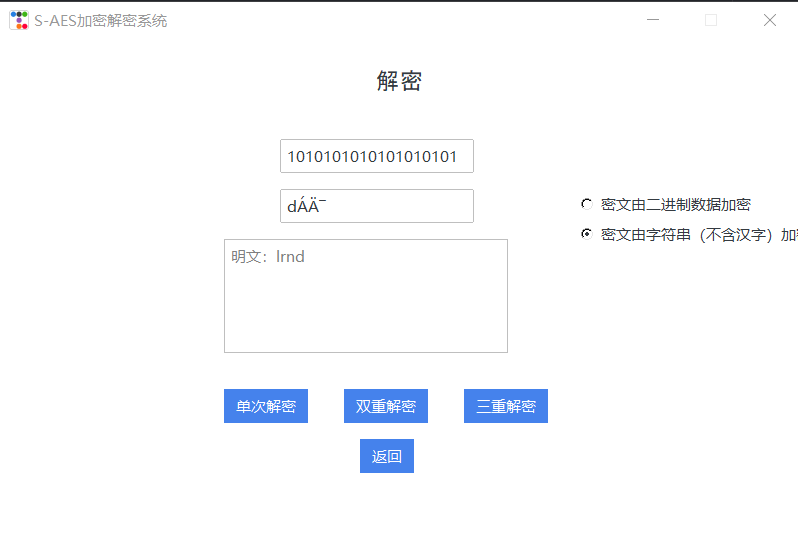 S-AES加密解密系统
解密
1010101010101010101
dÁÄ¯
密文由二进制数据加密
密文由字符串（不含汉字）加
明文：lrnd
单次解密
双重解密
三重解密
返回